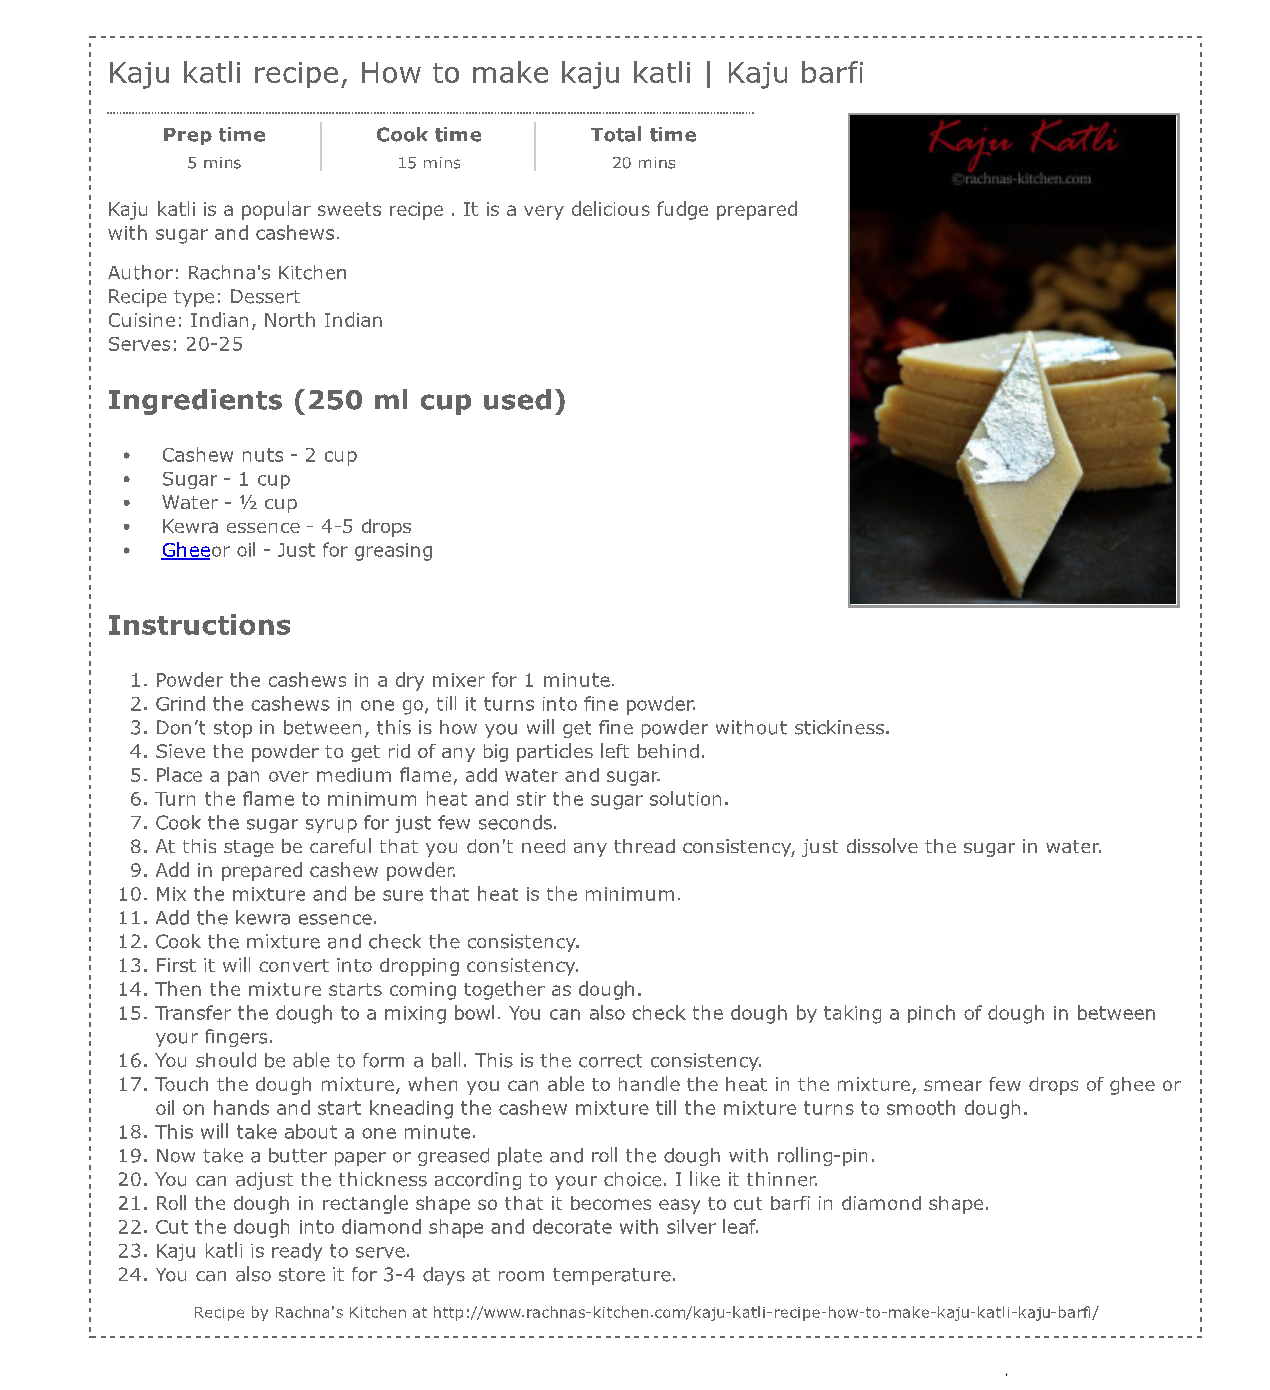 Kaju katli recipe, How to make kaju katli | Kaju barfi
Prep time
5 mins
Cook time
15 mins
Total time
20 mins
Kaju Katli
©rachnas-kitchen.com
Kaju katli is a popular sweets recipe . It is a very delicious fudge prepared
with sugar and cashews.
Author: Rachna's Kitchen
Recipe type: Dessert
Cuisine: Indian, North Indian
Serves: 20-25
Ingredients (250 ml cup used)
• Cashew nuts - 2 cup
• Sugar - 1 cup
• Water - ½ cup
• Kewra essence - 4-5 drops
• Gheeor oil - Just for greasing
Instructions
1. Powder the cashews in a dry mixer for 1 minute.
2. Grind the cashews in one go, till it turns into fine powder.
3. Don’t stop in between, this is how you will get fine powder without stickiness.
4. Sieve the powder to get rid of any big particles left behind.
5. Place a pan over medium flame, add water and sugar.
6. Turn the flame to minimum heat and stir the sugar solution.
7. Cook the sugar syrup for just few seconds.
8. At this stage be careful that you don't need any thread consistency, just dissolve the sugar in water.
9. Add in prepared cashew powder.
10. Mix the mixture and be sure that heat is the minimum.
11. Add the kewra essence.
12. Cook the mixture and check the consistency.
13. First it will convert into dropping consistency.
14. Then the mixture starts coming together as dough.
15. Transfer the dough to a mixing bowl. You can also check the dough by taking a pinch of dough in between
your fingers.
16. You should be able to form a ball. This is the correct consistency.
17. Touch the dough mixture, when you can able to handle the heat in the mixture, smear few drops of ghee or
oil on hands and start kneading the cashew mixture till the mixture turns to smooth dough.
18. This will take about a one minute.
19. Now take a butter paper or greased plate and roll the dough with rolling-pin.
20. You can adjust the thickness according to your choice. I like it thinner.
21. Roll the dough in rectangle shape so that it becomes easy to cut barfi in diamond shape.
22. Cut the dough into diamond shape and decorate with silver leaf.
23. Kaju katli is ready to serve.
24. You can also store it for 3-4 days at room temperature.
Recipe by Rachna's Kitchen at http://www.rachnas-kitchen.com/kaju-katli-recipe-how-to-make-kaju-katli-kaju-barfi/